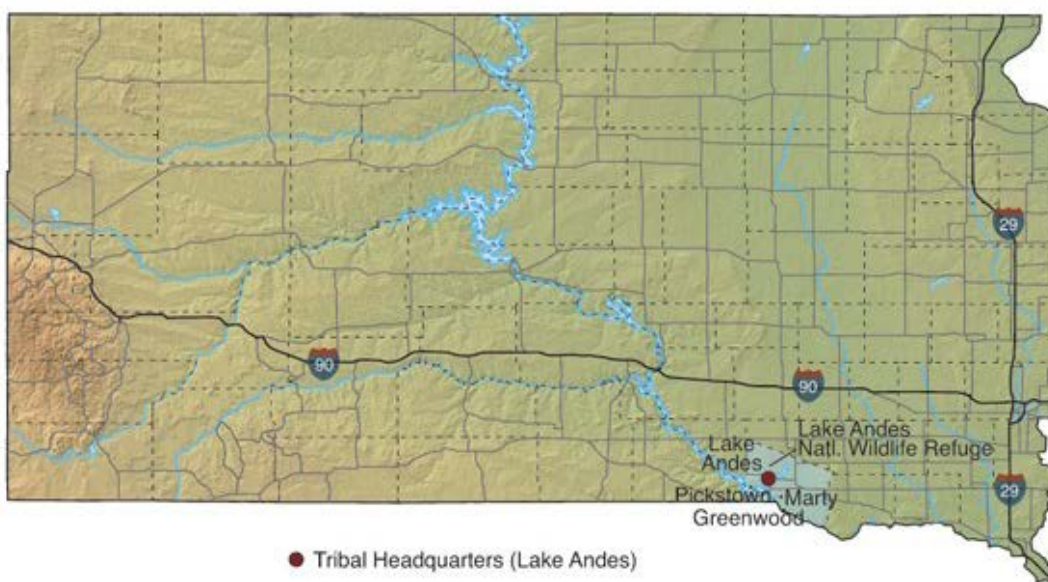 29
90
90
Lake Andes
Natl. Wildlife Refuge
Lake
Andes
Pickstown
Marty
Greenwood
29
Tribal Headquarters (Lake Andes)